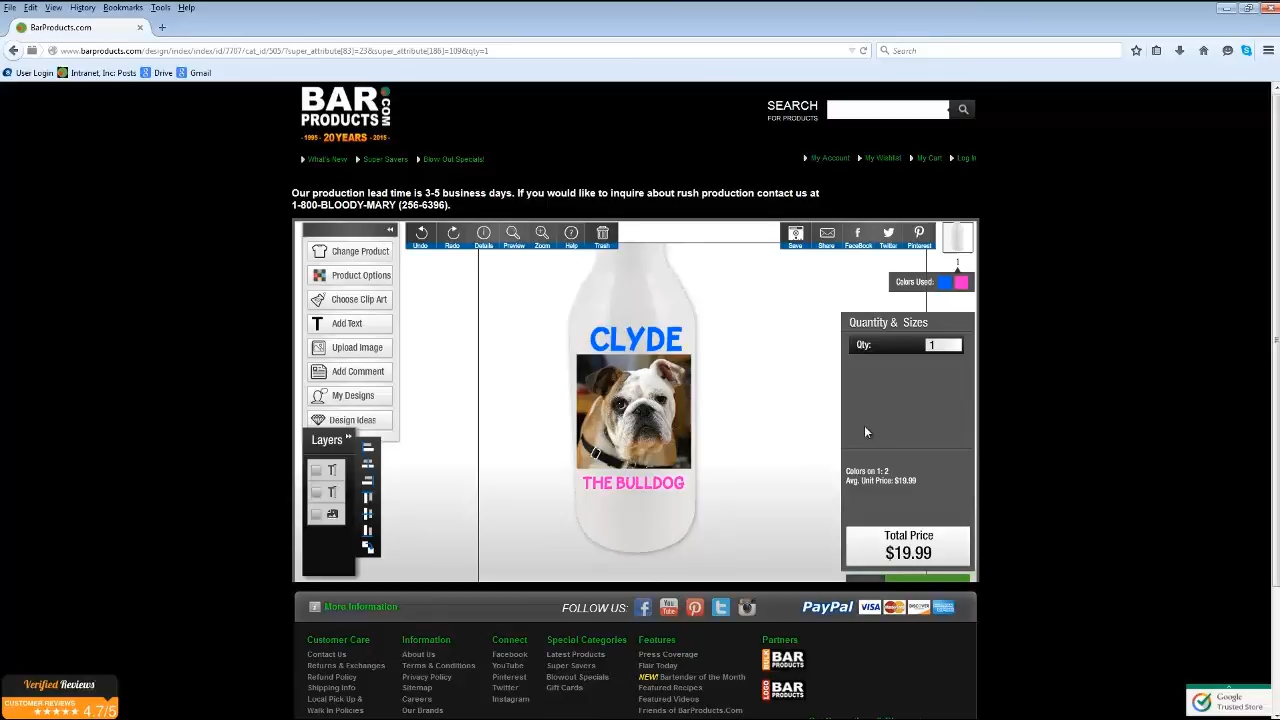 File Edit View History Bookmarks Tools Help
BarProducts.com
www.barproducts.com/design/index/index/id/7707/cat_id/505/?super_attribute[83]=23&super_attribute[186]=109&qty=1
Search
User Login Intranet, Inc: Posts Drive Gmail
BAR PRODUCTS .COM
- 1995 - 20 YEARS - 2015 -
SEARCH
FOR PRODUCTS
What's New Super Savers Blow Out Specials!
My Account My Wishlist My Cart Log In
Our production lead time is 3-5 business days. If you would like to inquire about rush production contact us at
1-800-BLOODY-MARY (256-6396).
Undo Redo Details Preview Zoom Help Trash
Save Share FaceBook Twitter Pinterest
1
Colors Used:
Change Product
Product Options
Choose Clip Art
Add Text
Upload Image
Add Comment
My Designs
Design Ideas
Layers
CLYDE
THE BULLDOG
Quantity & Sizes
Qty: 1
Colors on 1: 2
Avg. Unit Price: $19.99
Total Price
$19.99
More Information
FOLLOW US:
PayPal VISA
Customer Care
Contact Us
Returns & Exchanges
Refund Policy
Shipping Info
Local Pick Up &
Walk In Policies
Information
About Us
Terms & Conditions
Privacy Policy
Sitemap
Careers
Our Brands
Connect
Facebook
YouTube
Pinterest
Twitter
Instagram
Special Categories
Latest Products
Super Savers
Blowout Specials
Gift Cards
Features
Press Coverage
Flair Today
NEW! Bartender of the Month
Featured Recipes
Featured Videos
Friends of BarProducts.Com
Partners
BULK BAR PRODUCTS
LOGO BAR PRODUCTS
Verified Reviews
CUSTOMER REVIEWS
4.7/5
Google
Trusted Store